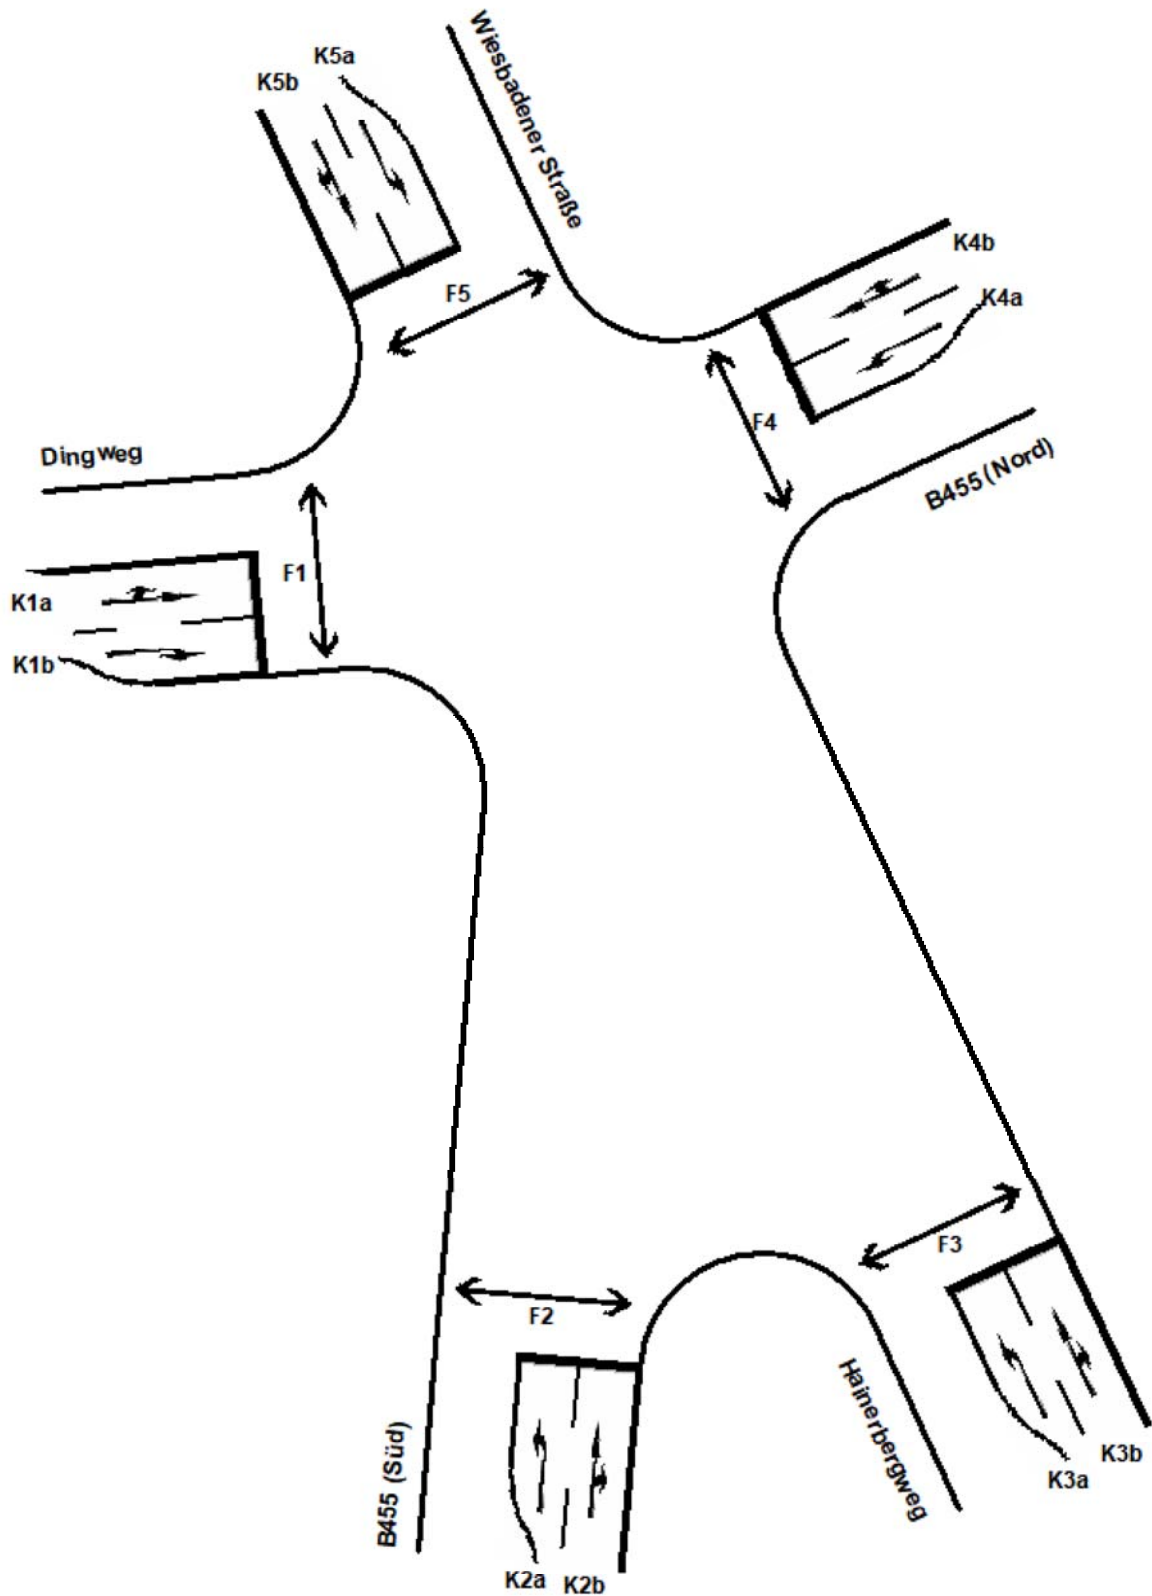 K5a
K5b
Wiesbadener Straße
K4b
K4a
F5
F4
B455 (Nord)
Dingweg
F1
K1a
K1b
F3
F2
Hainerbergweg
B455 (Süd)
K3b
K3a
K2a
K2b